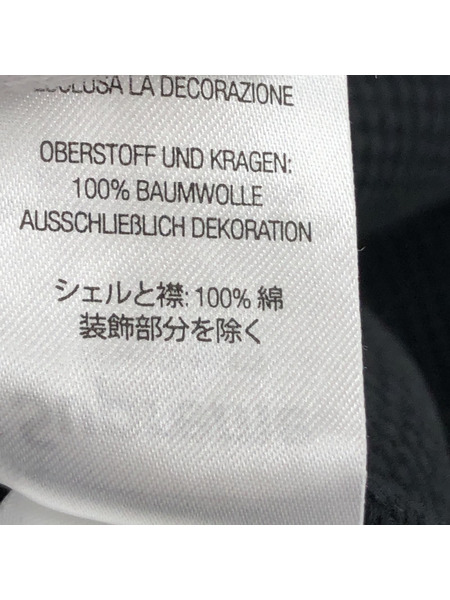 ESCLUSA LA DECORAZIONE
OBERSTOFF UND KRAGEN:
100% BAUMWOLLE
AUSSCHLIEßLICH DEKORATION
シェルと襟: 100% 綿
装飾部分を除く